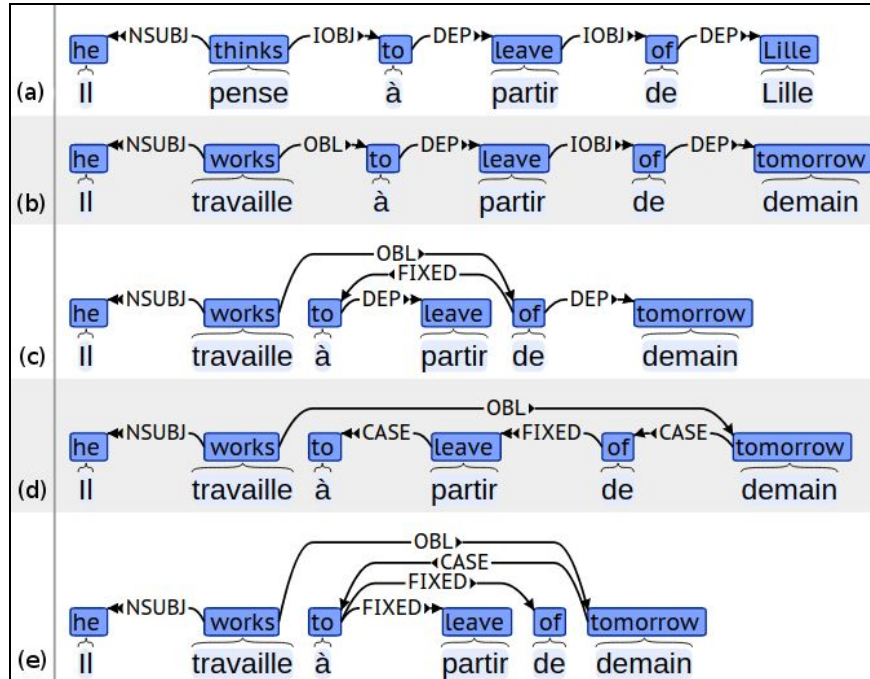 NSUBJ IOBJ DEP IOBJ DEP
he thinks to leave of Lille
(a) Il pense à partir de Lille
NSUBJ OBL DEP IOBJ DEP
he works to leave of tomorrow
(b) Il travaille à partir de demain
OBL
FIXED
NSUBJ DEP DEP
he works to leave of tomorrow
(c) Il travaille à partir de demain
OBL
NSUBJ CASE FIXED CASE
he works to leave of tomorrow
(d) Il travaille à partir de demain
OBL
CASE
FIXED
NSUBJ FIXED
he works to leave of tomorrow
(e) Il travaille à partir de demain